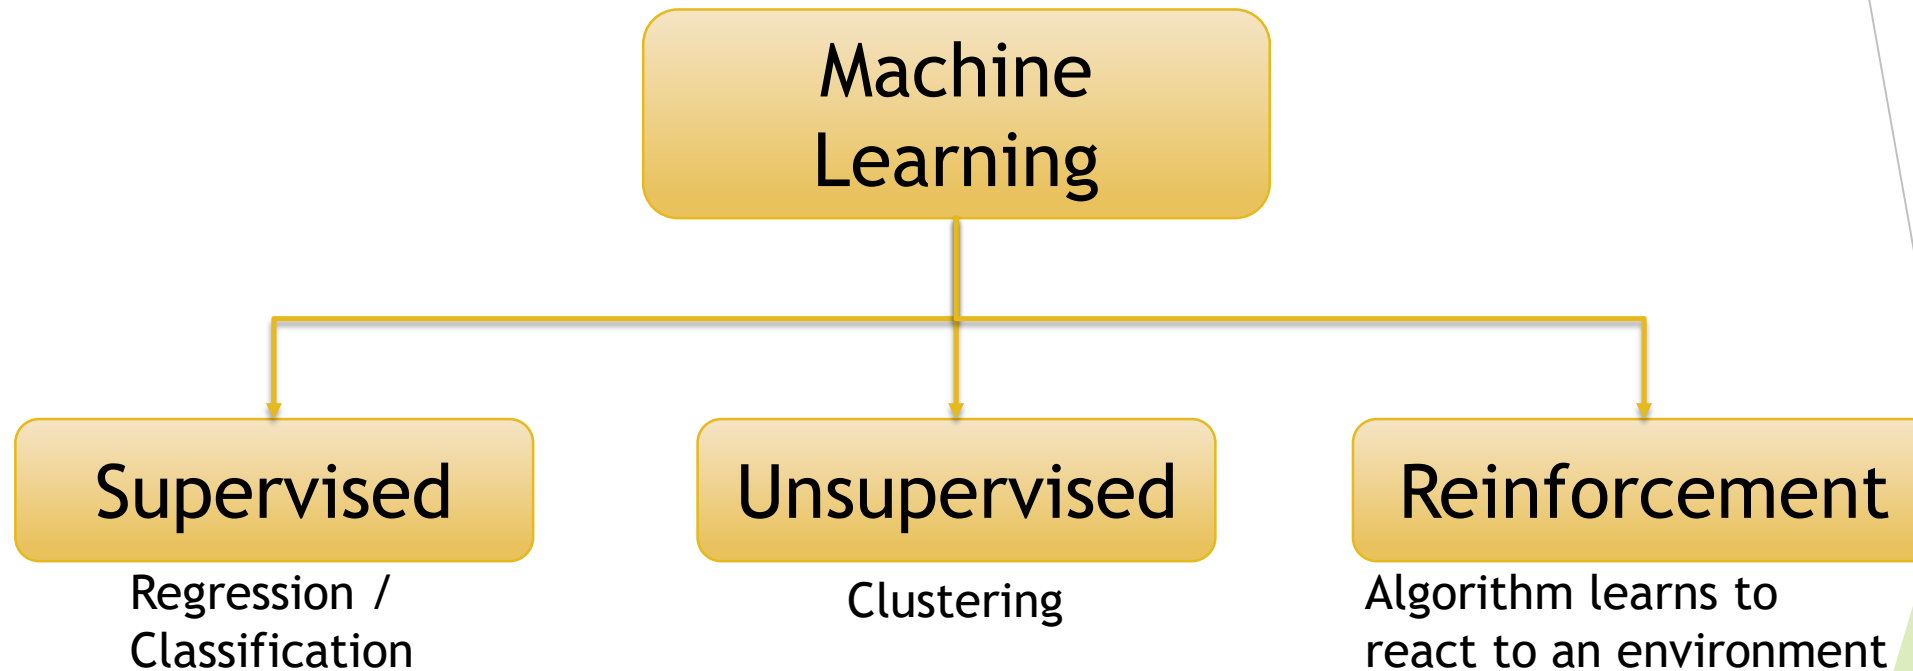 Machine
Learning
Supervised
Unsupervised
Reinforcement
Regression /
Classification
Clustering
Algorithm learns to
react to an environment